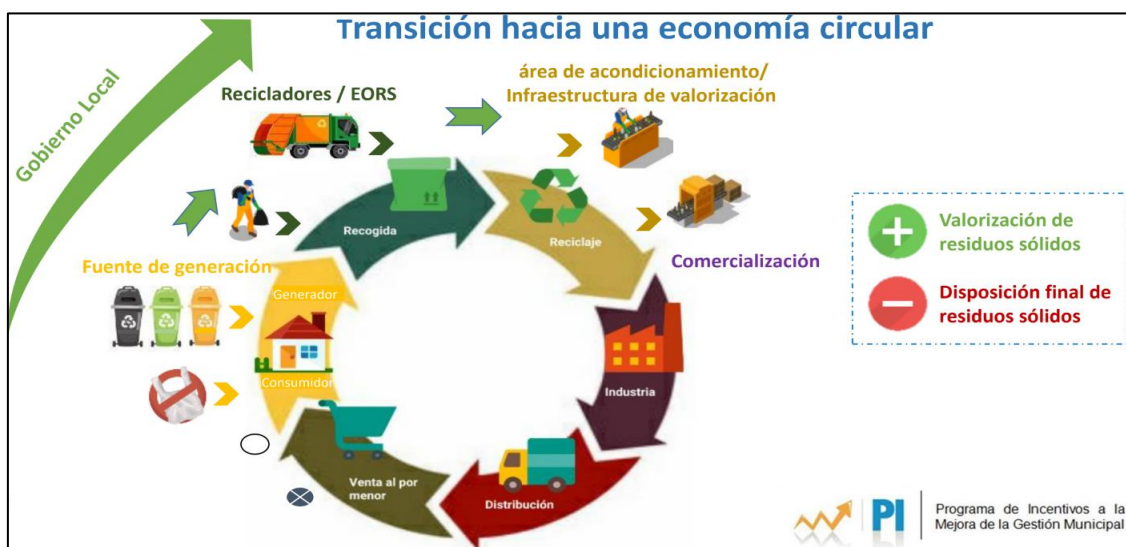 Transición hacia una economía circular
Gobierno Local
Recicladores / EORS
área de acondicionamiento/
Infraestructura de valorización
Recogida
Reciclaje
Fuente de generación
Generador
Consumidor
Comercialización
Industria
Distribución
Venta al por
menor
Valorización de
residuos sólidos
Disposición final de
residuos sólidos
PI
Programa de Incentivos a la
Mejora de la Gestión Municipal